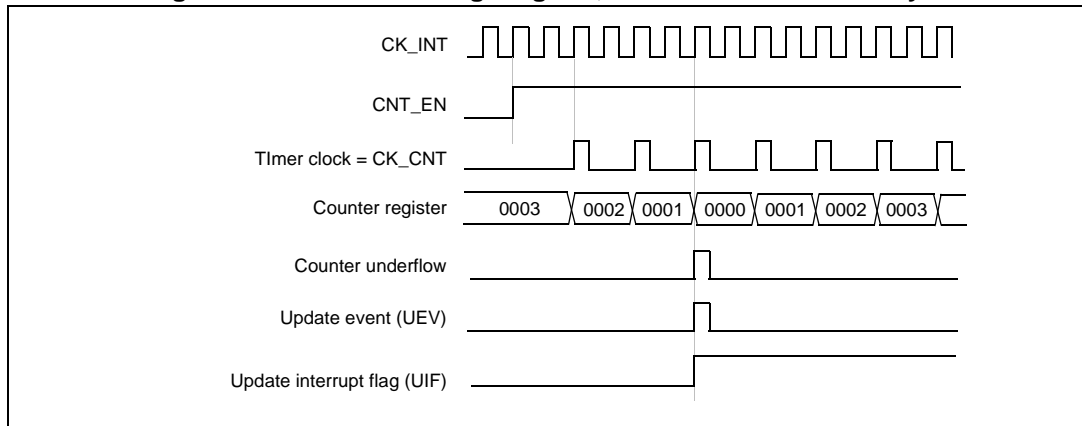 CK_INT
CNT_EN
TImer clock = CK_CNT
Counter register 0003 0002 0001 0000 0001 0002 0003
Counter underflow
Update event (UEV)
Update interrupt flag (UIF)